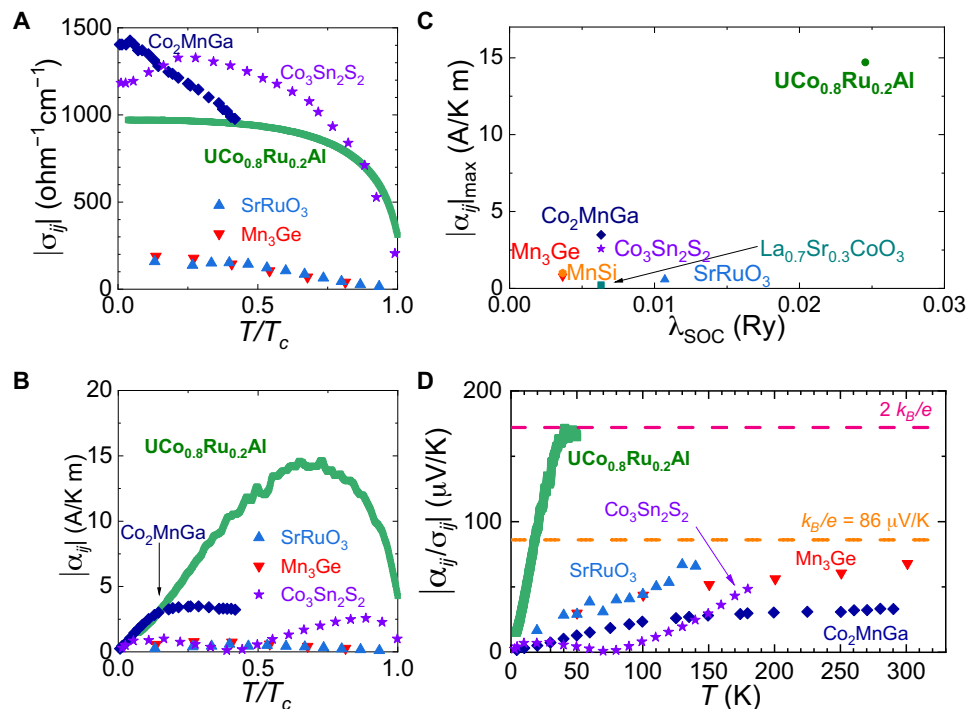 A
|σij| (ohm−1cm−1)
1500
1000
500
0
Co2MnGa
Co3Sn2S2
UCo0.8Ru0.2Al
SrRuO3
Mn3Ge
0.0
0.5
1.0
T/Tc
C
|αij|max (A/K m)
15
10
5
0
UCo0.8Ru0.2Al
Co2MnGa
Mn3Ge
Co3Sn2S2
La0.7Sr0.3CoO3
MnSi
SrRuO3
0.000
0.01
0.02
0.03
λSOC (Ry)
B
|αij| (A/K m)
20
15
10
5
0
UCo0.8Ru0.2Al
Co2MnGa
SrRuO3
Mn3Ge
Co3Sn2S2
0.0
0.5
1.0
T/Tc
D
|αij/σij| (μV/K)
200
100
0
2 kB/e
UCo0.8Ru0.2Al
Co3Sn2S2
kB/e = 86 μV/K
SrRuO3
Mn3Ge
Co2MnGa
0
50
100
150
200
250
300
T (K)